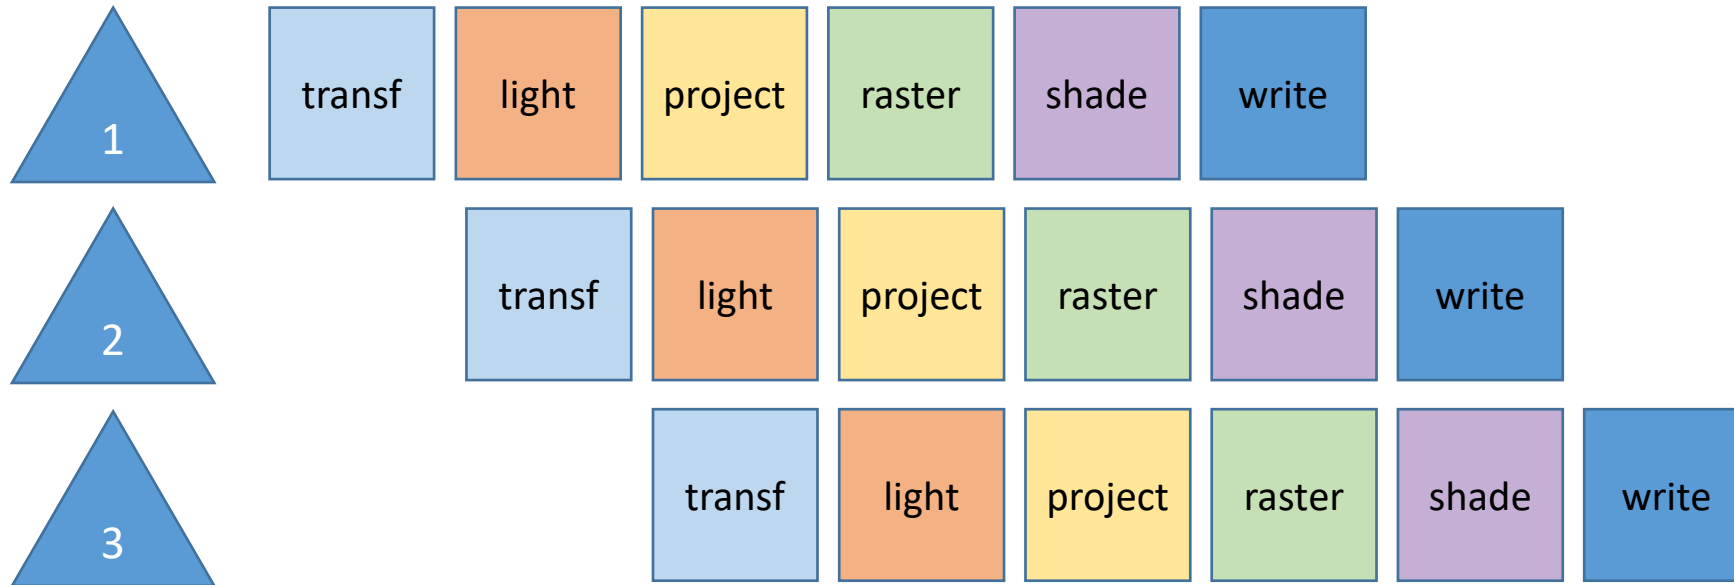 1 transf light project raster shade write
2 transf light project raster shade write
3 transf light project raster shade write